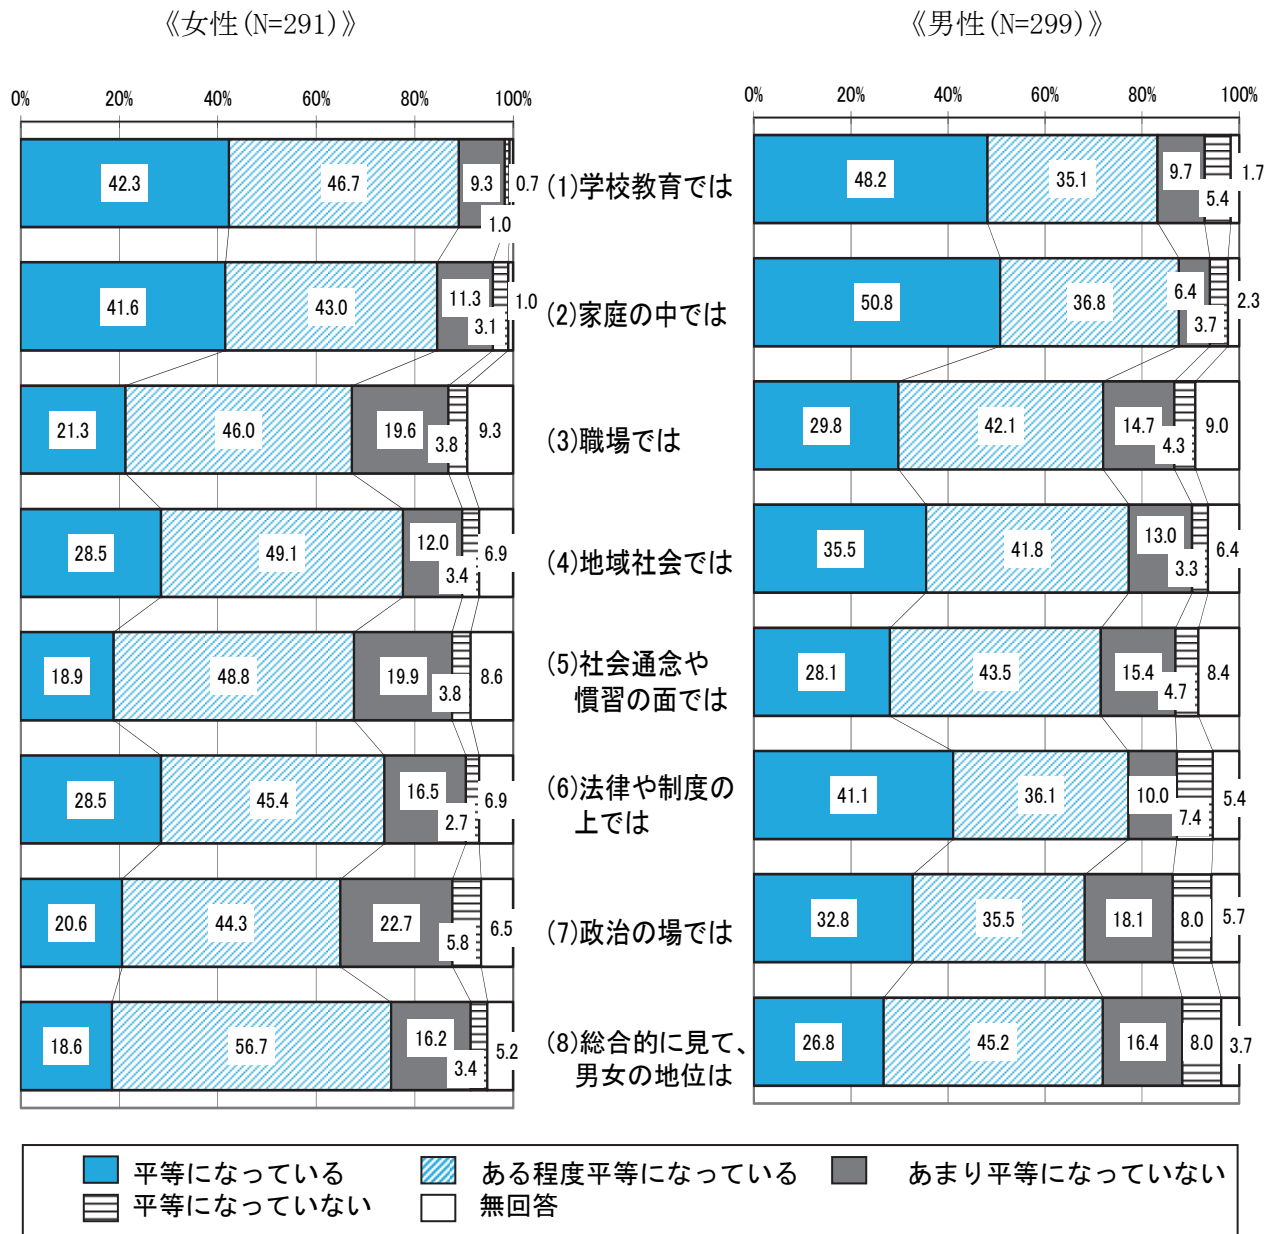 《女性(N=291)》
《男性(N=299)》
0% 20% 40% 60% 80% 100%
0% 20% 40% 60% 80% 100%
42.3 46.7 9.3 1.0 0.7
(1)学校教育では
48.2 35.1 9.7 5.4 1.7
41.6 43.0 11.3 3.1 1.0
(2)家庭の中では
50.8 36.8 6.4 3.7 2.3
21.3 46.0 19.6 3.8 9.3
(3)職場では
29.8 42.1 14.7 4.3 9.0
28.5 49.1 12.0 3.4 6.9
(4)地域社会では
35.5 41.8 13.0 3.3 6.4
18.9 48.8 19.9 3.8 8.6
(5)社会通念や
慣習の面では
28.1 43.5 15.4 4.7 8.4
28.5 45.4 16.5 2.7 6.9
(6)法律や制度の
上では
41.1 36.1 10.0 7.4 5.4
20.6 44.3 22.7 5.8 6.5
(7)政治の場では
32.8 35.5 18.1 8.0 5.7
18.6 56.7 16.2 3.4 5.2
(8)総合的に見て、
男女の地位は
26.8 45.2 16.4 8.0 3.7
平等になっている ある程度平等になっている あまり平等になっていない
平等になっていない 無回答